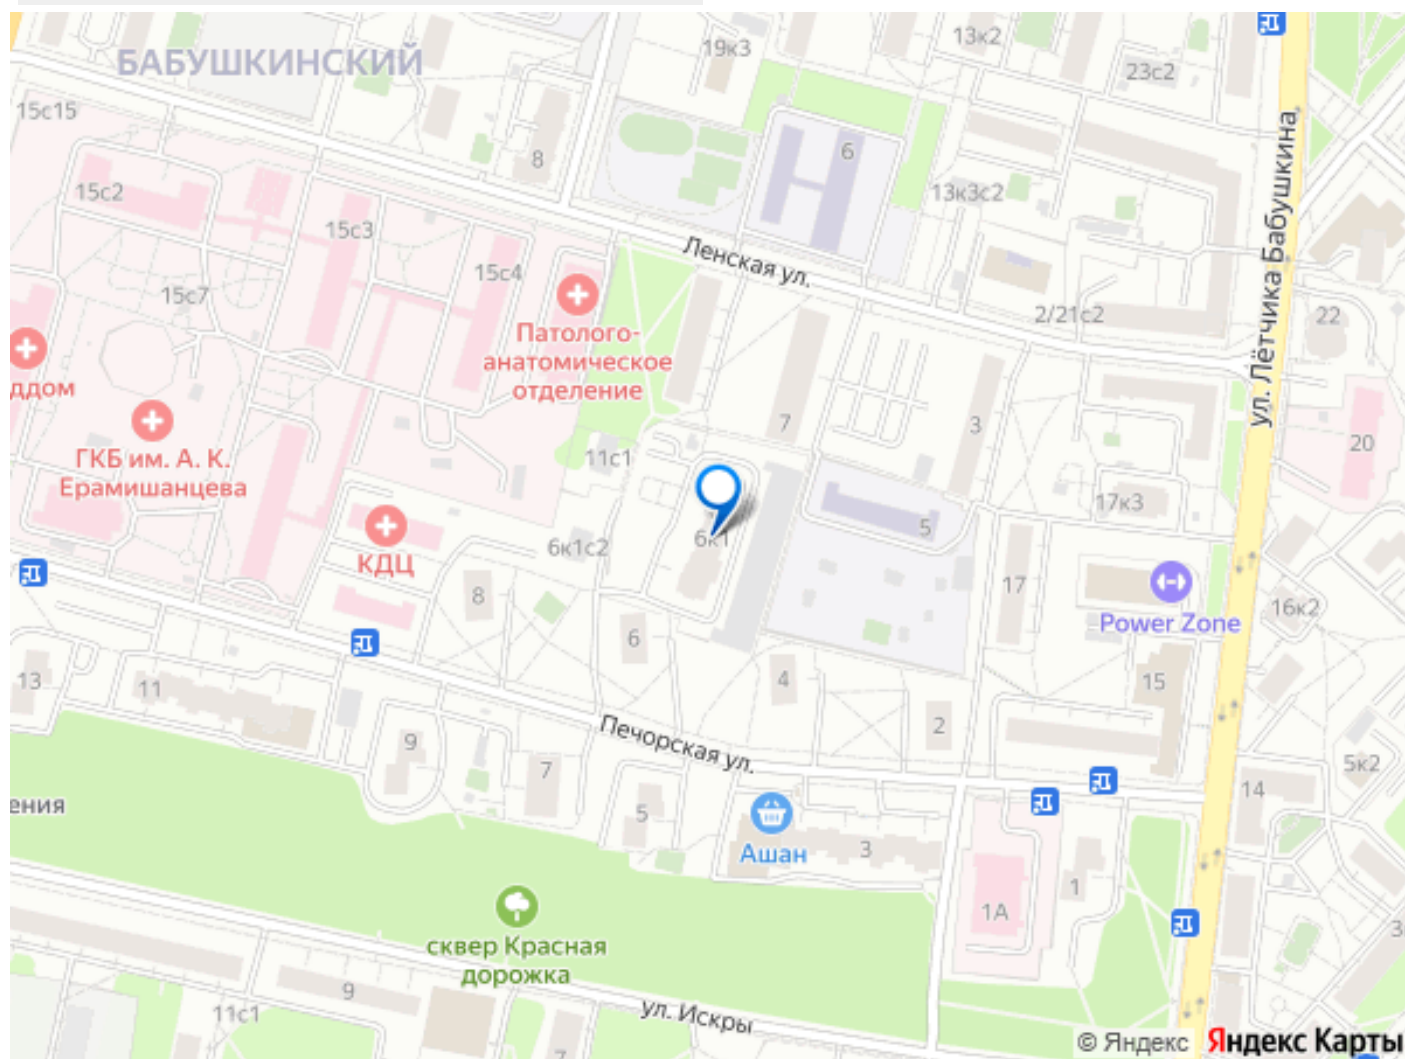 БАБУШКИНСКИЙ
19к3
13к2
23с2
15с15
8
6
15с2
13к3с2
15с3
Ленская ул.
15с4
15с7
ул. Лётчика Бабушкина
2/21с2
22
Патолого-
анатомическое
отделение
ддом
7
3
20
ГКБ им. А. К.
Ерамишанцева
11с1
17к3
5
6к1
6к1с2
КДЦ
8
17
Power Zone
16к2
6
13
11
4
15
2
9
Печорская ул.
7
5к2
14
ения
5
Ашан
3
1
1А
сквер Красная
дорожка
3
9
11с1
ул. Искры
7
© Яндекс Яндекс Карты